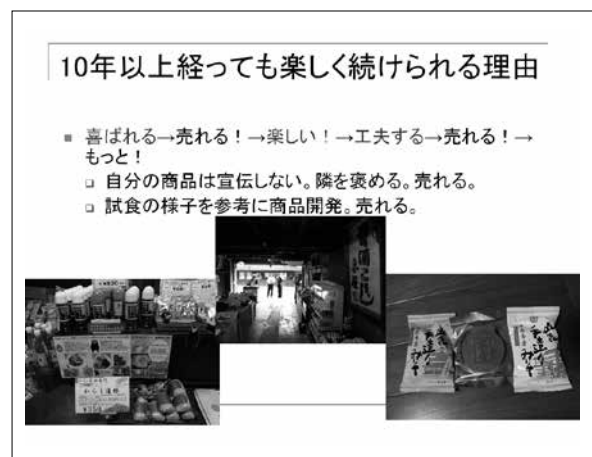 10年以上経っても楽しく続けられる理由
■ 喜ばれる→売れる！→楽しい！→工夫する→売れる！→
もっと！
□ 自分の商品は宣伝しない。隣を褒める。売れる。
□ 試食の様子を参考に商品開発。売れる。